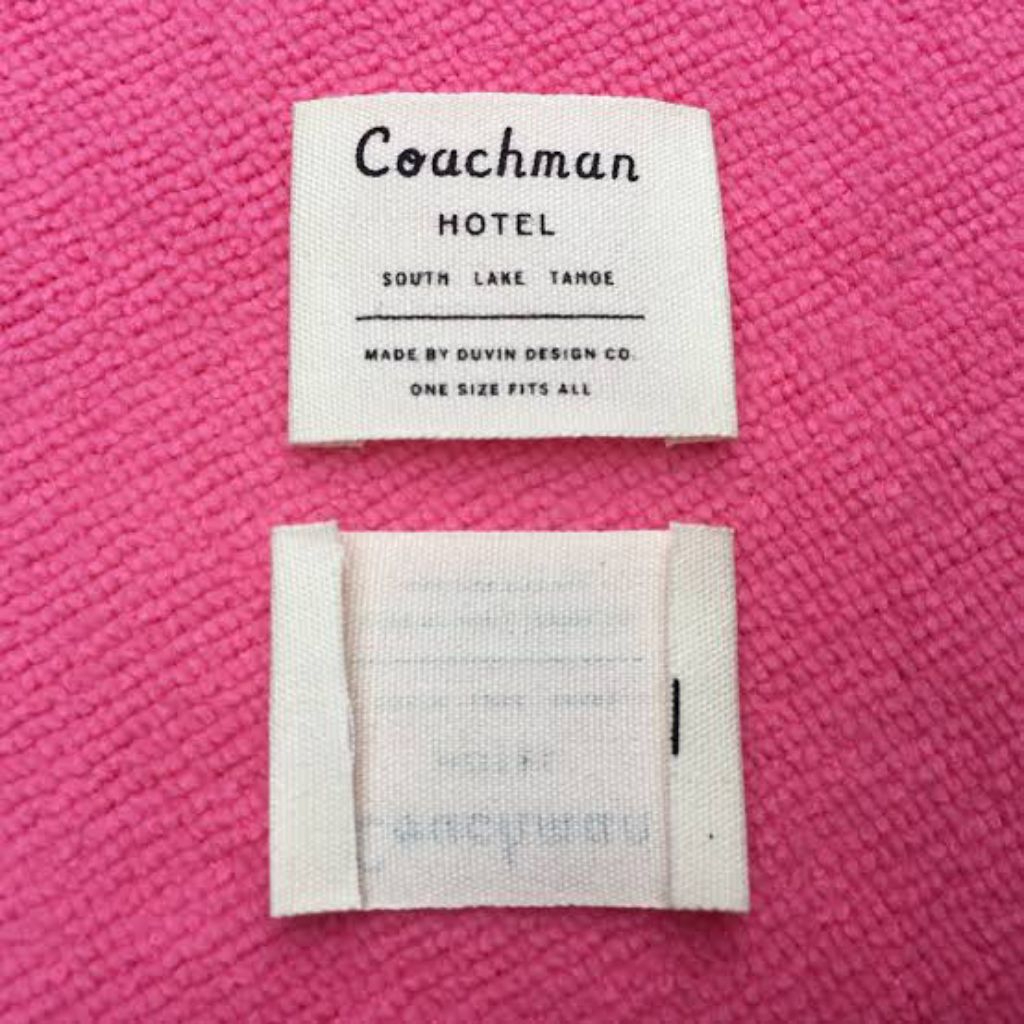 Coachman
HOTEL
SOUTH LAKE TAHOE
MADE BY DUVIN DESIGN CO.
ONE SIZE FITS ALL